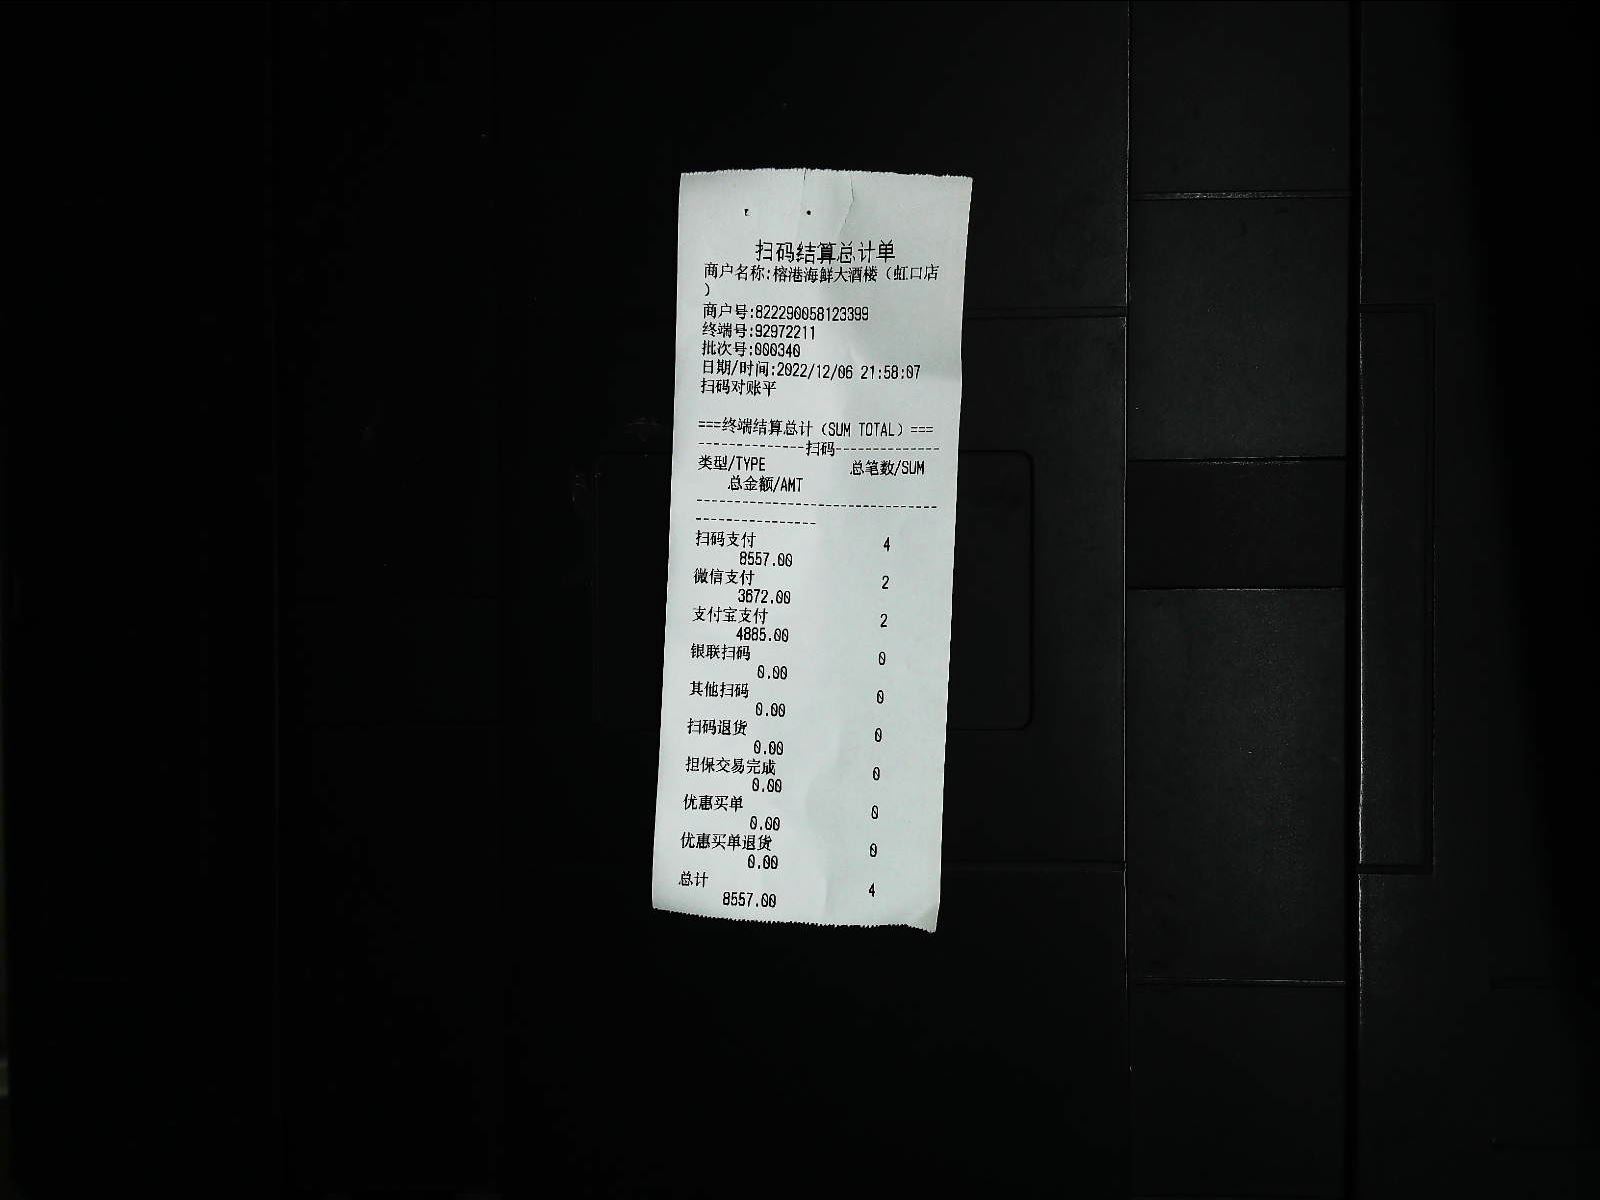 扫码结算总计单
商户名称:榕港海鲜大酒楼（虹口店
）
商户号:822290058123399
终端号:92972211
批次号:000340
日期/时间:2022/12/06 21:58:07
扫码对账平
===终端结算总计（SUM TOTAL）===
--------------扫码--------------
类型/TYPE 总笔数/SUM
总金额/AMT
--------------------------------
----------------
扫码支付 4
8557.00
微信支付 2
3672.00
支付宝支付 2
4885.00
银联扫码 0
0.00
其他扫码 0
0.00
扫码退货 0
0.00
担保交易完成 0
0.00
优惠买单 0
0.00
优惠买单退货 0
0.00
总计 4
8557.00